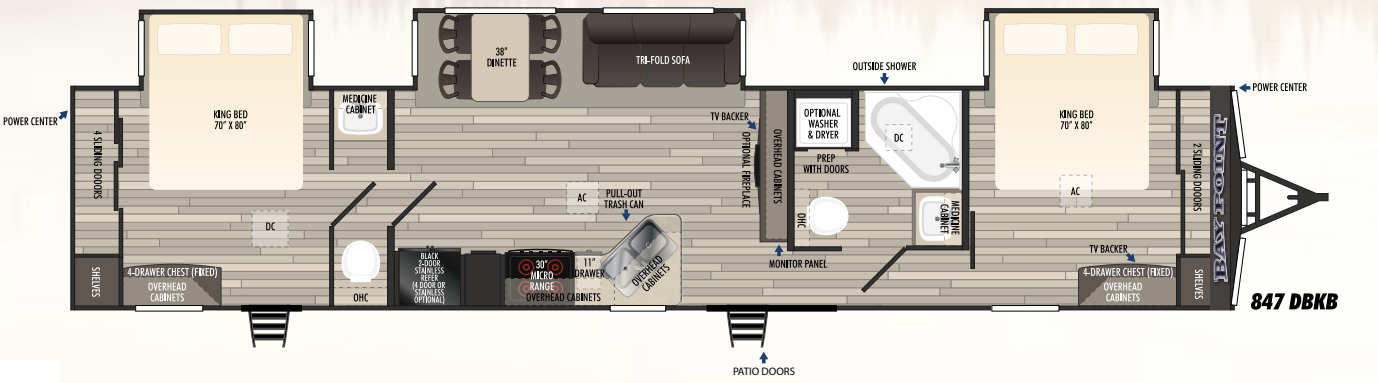 POWER CENTER
4 SLIDING DOOORS
KING BED
70" X 80"
DC
SHELVES
4-DRAWER CHEST (FIXED)
OVERHEAD
CABINETS
MEDICINE
CABINET
OHC
38"
DINETTE
TRI-FOLD SOFA
AC
PULL-OUT
TRASH CAN
BLACK
2-DOOR
STAINLESS
REFER
(4 DOOR OR
STAINLESS
OPTIONAL)
30"
MICRO
RANGE
11"
DRAWER
OVERHEAD CABINETS
OVERHEAD
CABINETS
TV BACKER
OPTIONAL FIREPLACE
OVERHEAD CABINETS
MONITOR PANEL
PATIO DOORS
OPTIONAL
WASHER
& DRYER
PREP
WITH DOORS
OHC
OUTSIDE SHOWER
DC
MEDICINE
CABINET
KING BED
70" X 80"
AC
TV BACKER
4-DRAWER CHEST (FIXED)
OVERHEAD
CABINETS
2 SLIDING DOOORS
SHELVES
POWER CENTER
BAY POINT
847 DBKB